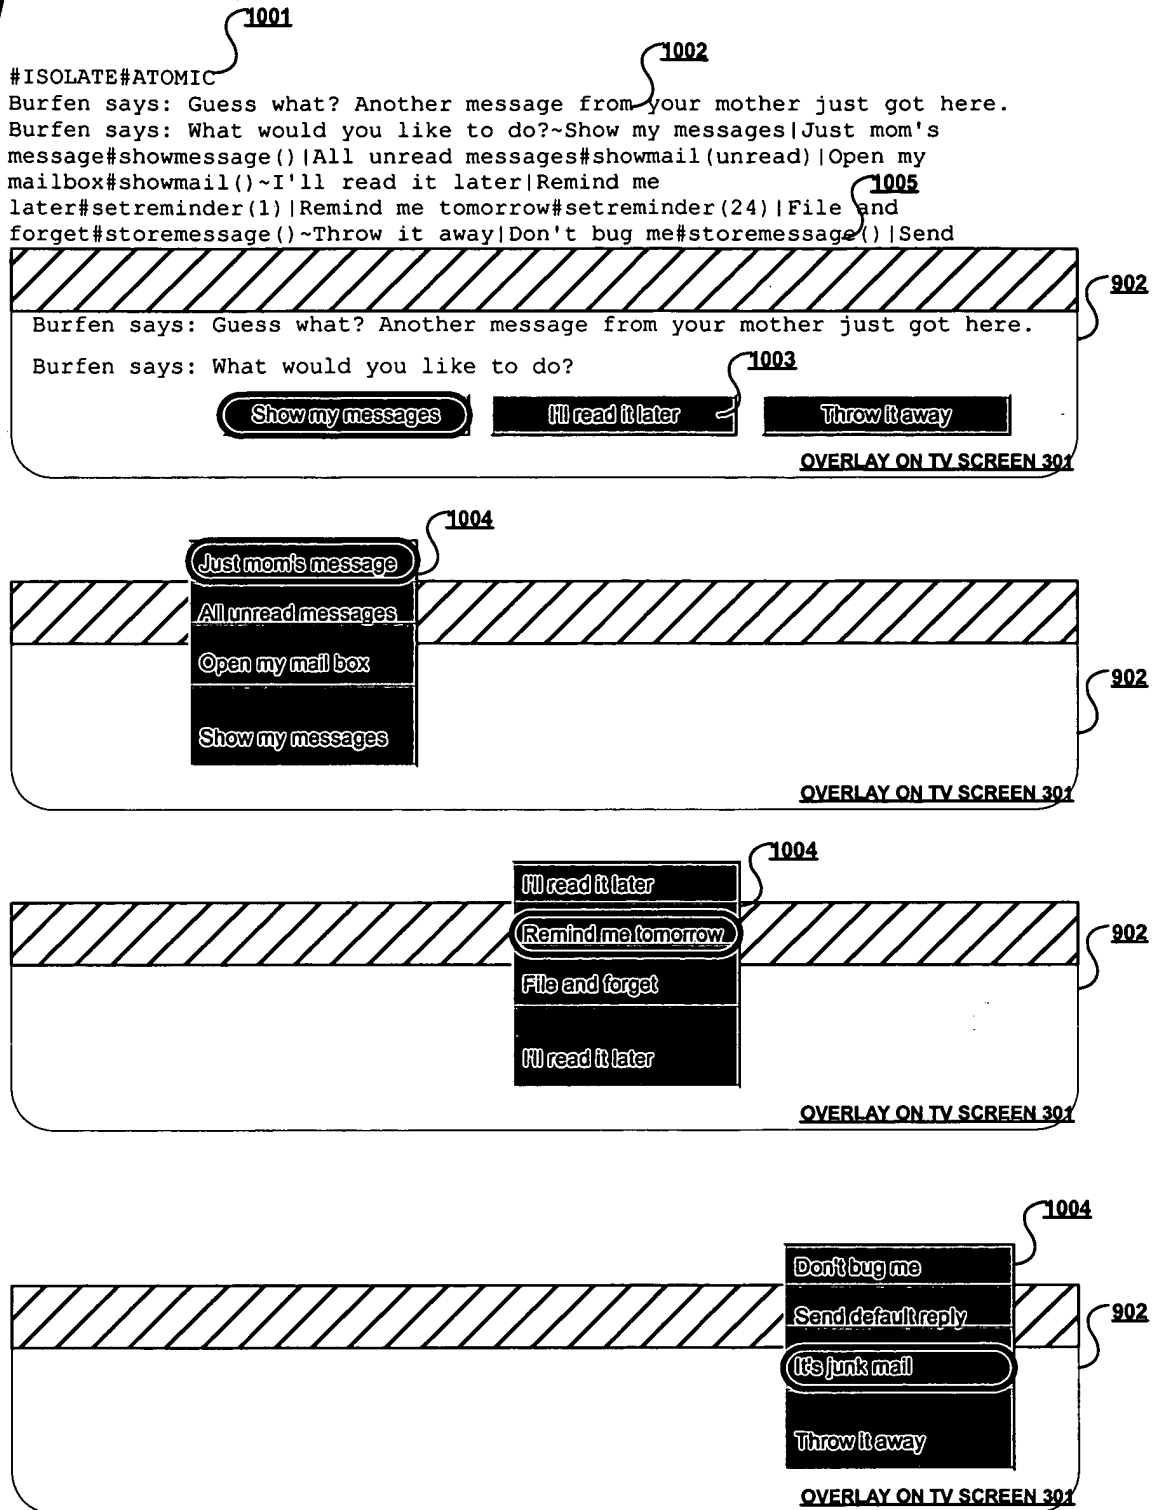 1001
1002
#ISOLATE#ATOMIC
Burfen says: Guess what? Another message from your mother just got here.
Burfen says: What would you like to do?~Show my messages|Just mom's
message#showmessage()|All unread messages#showmail(unread)|Open my
mailbox#showmail()~I'll read it later|Remind me
1005
later#setreminder(1)|Remind me tomorrow#setreminder(24)|File and
forget#storemessage()~Throw it away|Don't bug me#storemessage()|Send
902
Burfen says: Guess what? Another message from your mother just got here.
Burfen says: What would you like to do?
1003
Show my messages I'll read it later Throw it away
OVERLAY ON TV SCREEN 301
1004
Just mom's message
All unread messages
Open my mail box
902
Show my messages
OVERLAY ON TV SCREEN 301
1004
I'll read it later
Remind me tomorrow
902
File and forget
I'll read it later
OVERLAY ON TV SCREEN 301
1004
Don't bug me
Send default reply
902
It's junk mail
Throw it away
OVERLAY ON TV SCREEN 301